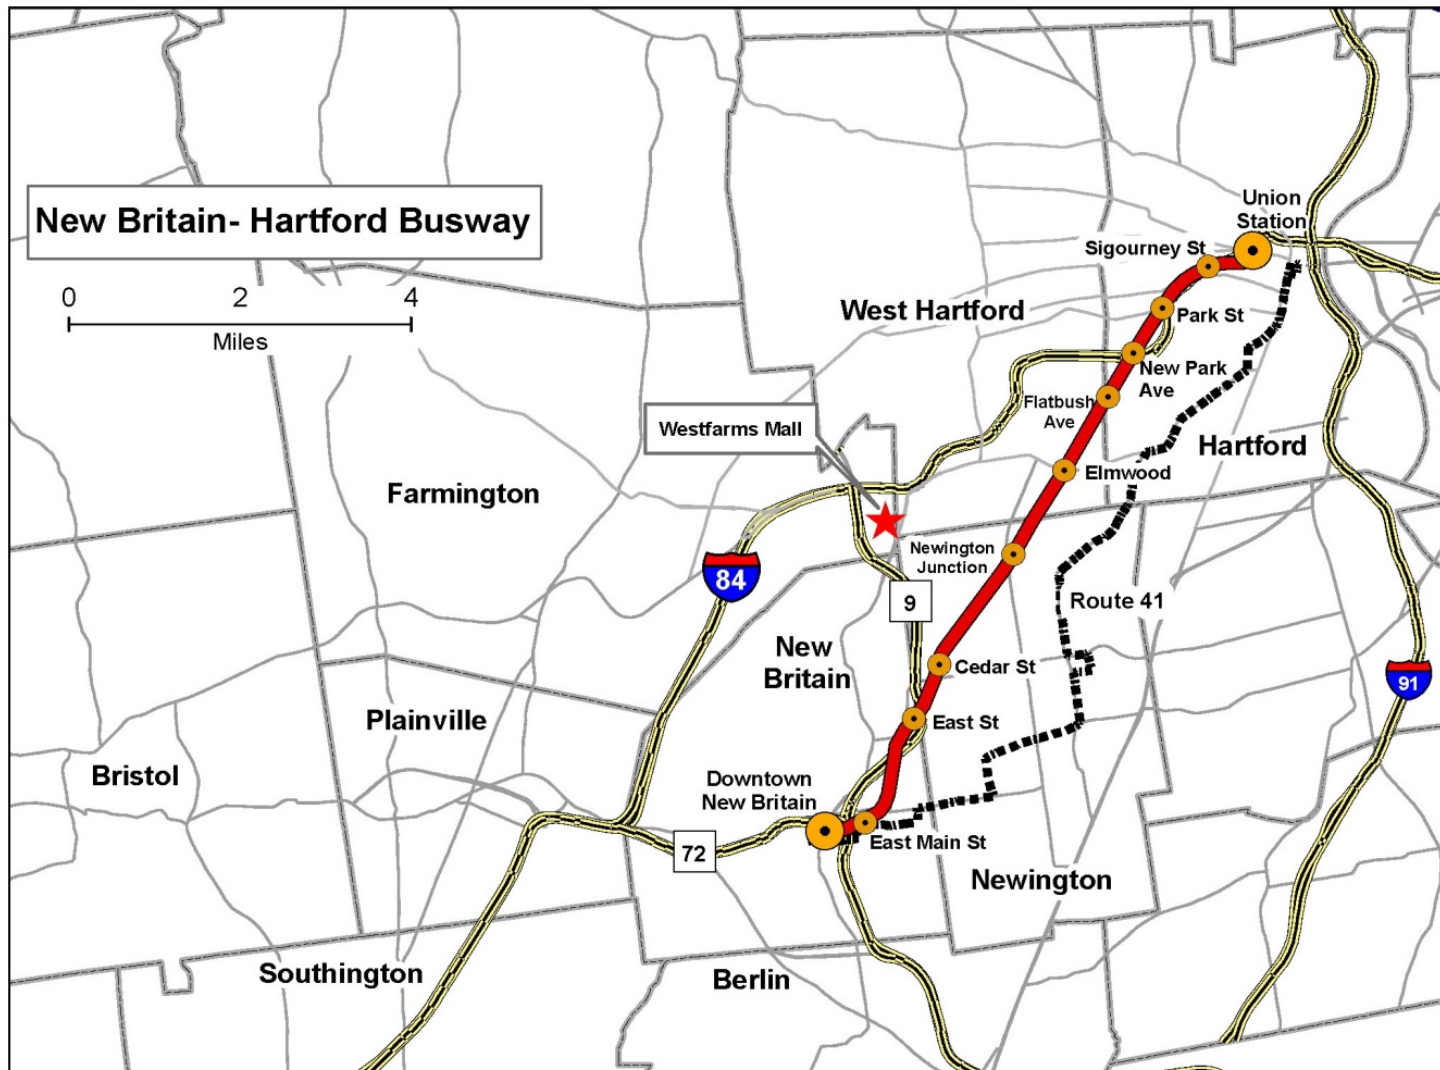 New Britain- Hartford Busway
0 2 4
Miles
Union
Station
Sigourney St
Park St
West Hartford
New Park
Ave
Flatbush
Ave
Westfarms Mall
Hartford
Elmwood
Farmington
Newington
Junction
84
9
Route 41
New
Britain
Cedar St
91
Plainville
East St
Bristol
Downtown
New Britain
East Main St
72
Newington
Southington
Berlin